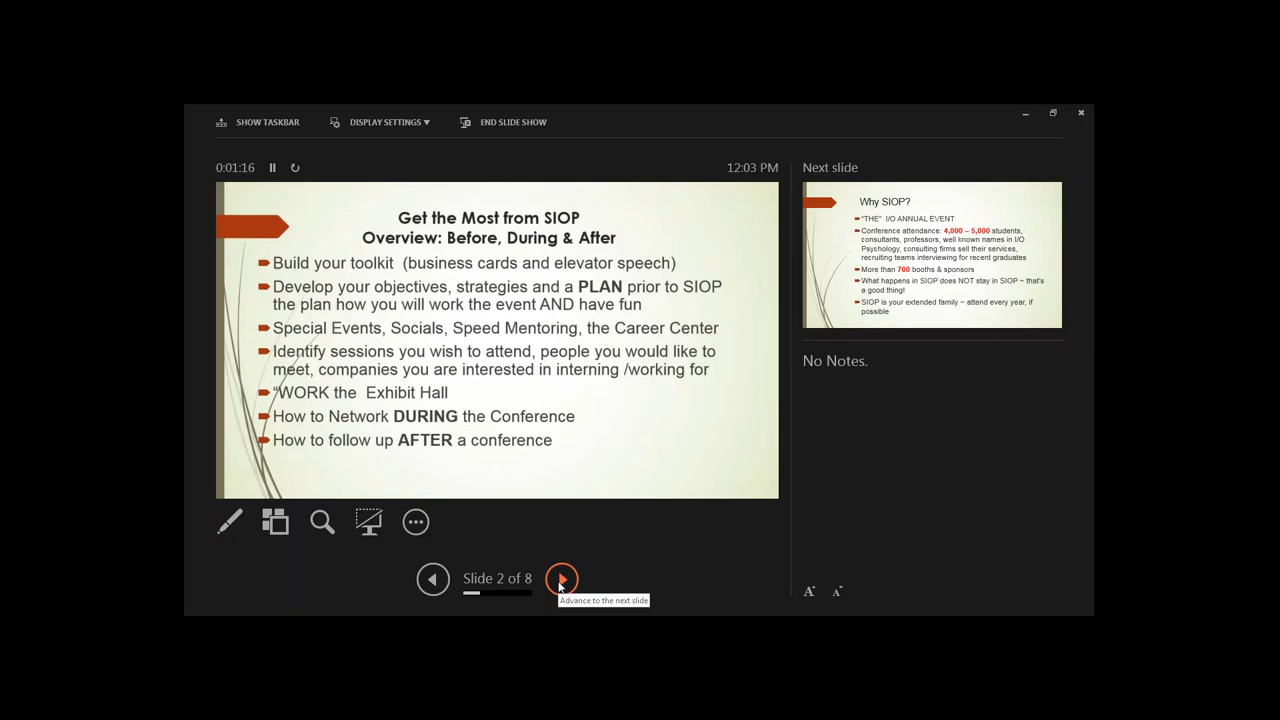 SHOW TASKBAR
DISPLAY SETTINGS ▼
END SLIDE SHOW
0:01:16
12:03 PM
Get the Most from SIOP
Overview: Before, During & After
Build your toolkit (business cards and elevator speech)
Develop your objectives, strategies and a PLAN prior to SIOP
the plan how you will work the event AND have fun
Special Events, Socials, Speed Mentoring, the Career Center
Identify sessions you wish to attend, people you would like to
meet, companies you are interested in interning /working for
“WORK the Exhibit Hall
How to Network DURING the Conference
How to follow up AFTER a conference
Slide 2 of 8
Advance to the next slide
Next slide
Why SIOP?
“THE” I/O ANNUAL EVENT
Conference attendance: 4,000 – 5,000 students,
consultants, professors, well known names in I/O
Psychology, consulting firms sell their services,
recruiting teams interviewing for recent graduates
More than 700 booths & sponsors
What happens in SIOP does NOT stay in SIOP ~ that's
a good thing!
SIOP is your extended family ~ attend every year, if
possible
No Notes.
A
A